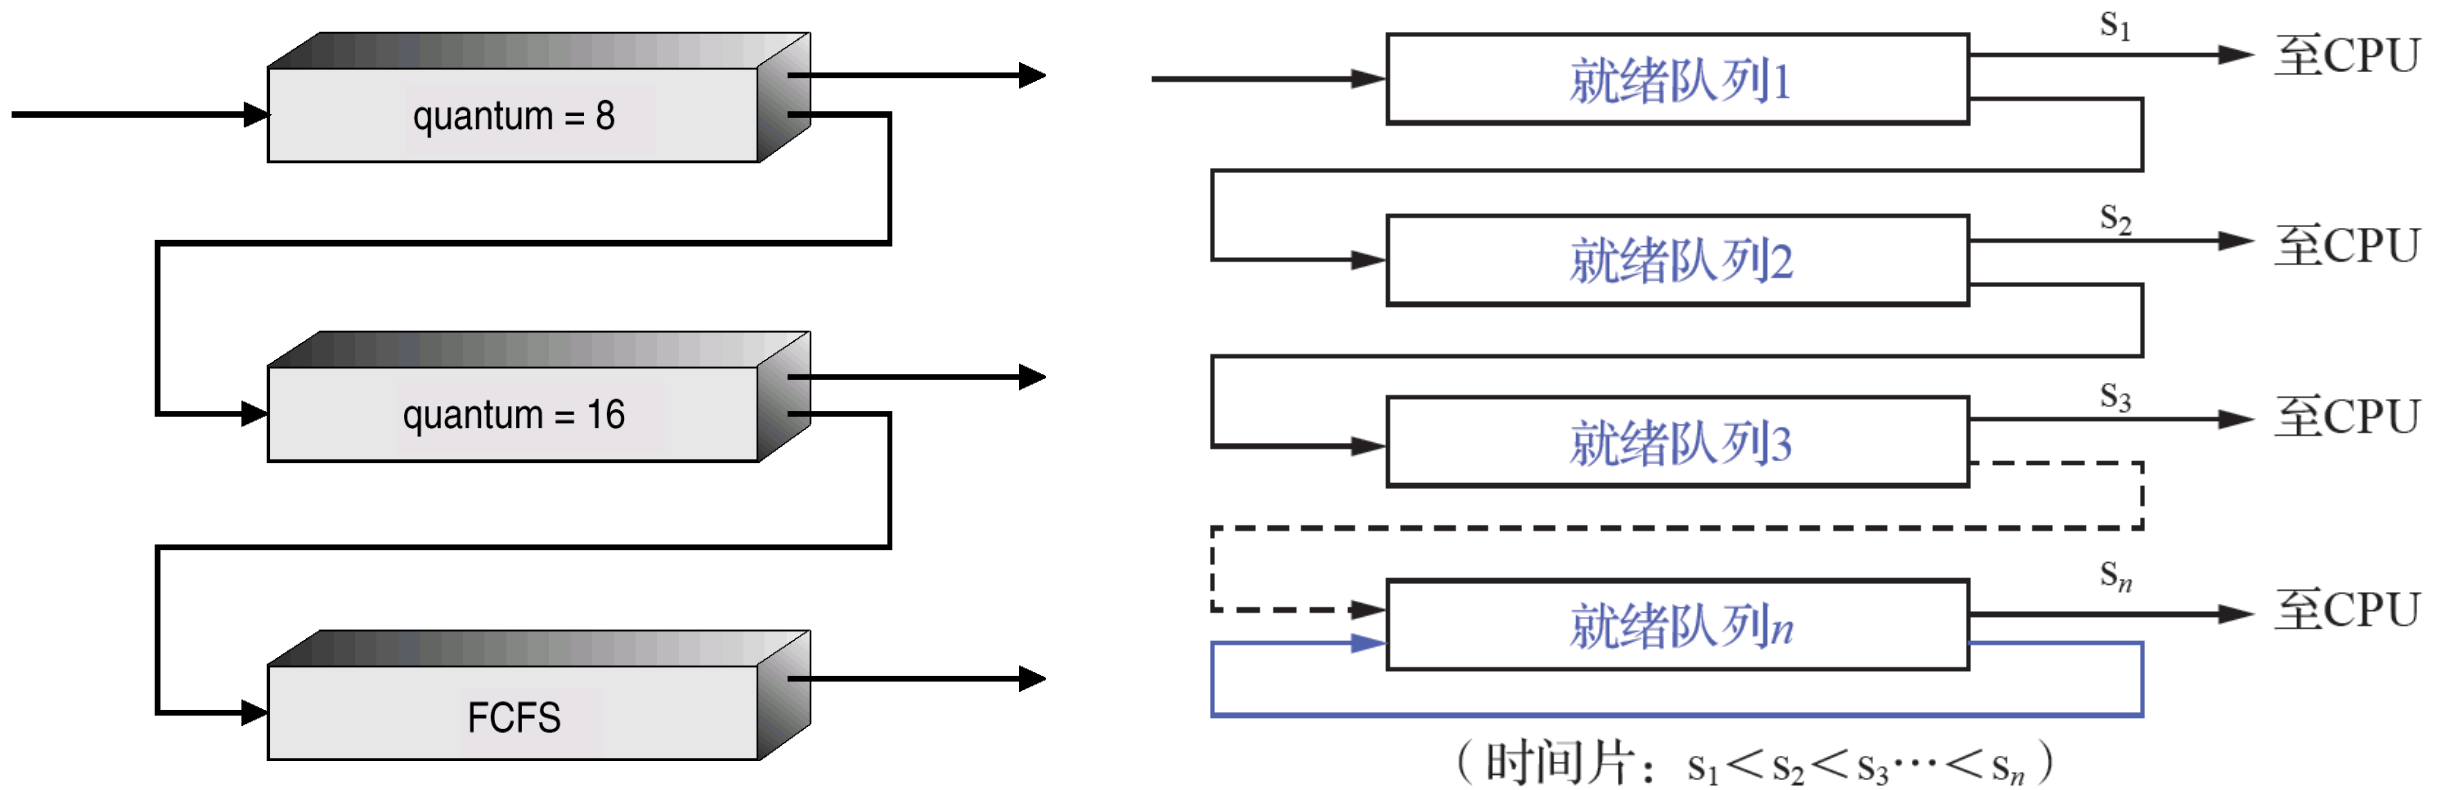 quantum = 8
quantum = 16
FCFS
就绪队列1
s₁
至CPU
就绪队列2
s₂
至CPU
就绪队列3
s₃
至CPU
就绪队列n
sₙ
至CPU
（时间片：s₁＜s₂＜s₃…＜sₙ）